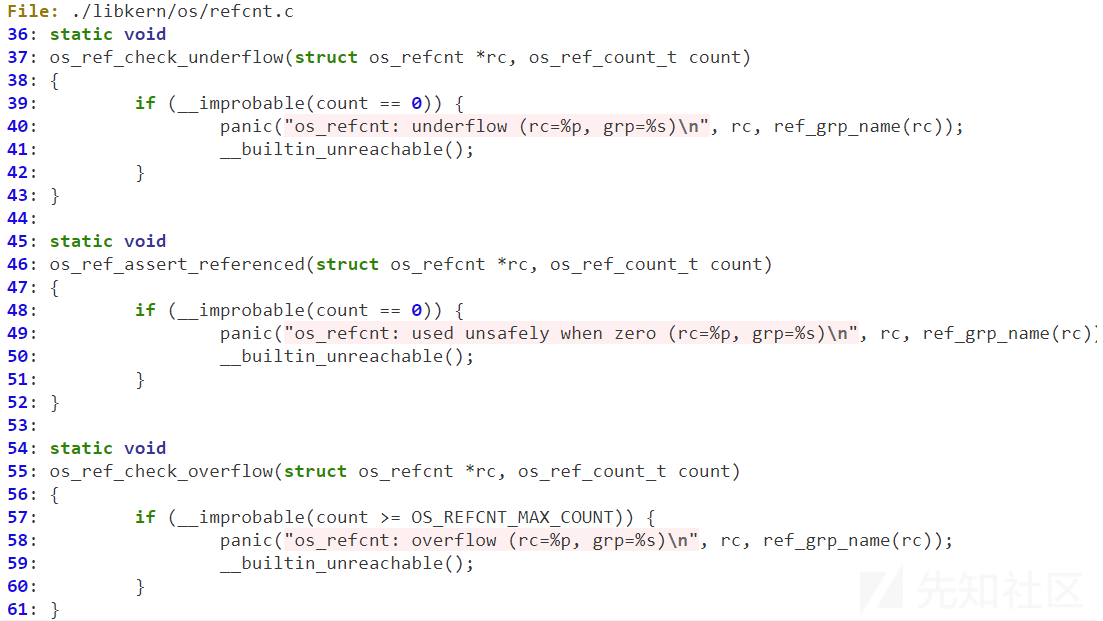 File: ./libkern/os/refcnt.c
36: static void
37: os_ref_check_underflow(struct os_refcnt *rc, os_ref_count_t count)
38: {
39:         if (__improbable(count == 0)) {
40:                 panic("os_refcnt: underflow (rc=%p, grp=%s)\n", rc, ref_grp_name(rc));
41:                 __builtin_unreachable();
42:         }
43: }
44:
45: static void
46: os_ref_assert_referenced(struct os_refcnt *rc, os_ref_count_t count)
47: {
48:         if (__improbable(count == 0)) {
49:                 panic("os_refcnt: used unsafely when zero (rc=%p, grp=%s)\n", rc, ref_grp_name(rc)
50:                 __builtin_unreachable();
51:         }
52: }
53:
54: static void
55: os_ref_check_overflow(struct os_refcnt *rc, os_ref_count_t count)
56: {
57:         if (__improbable(count >= OS_REFCNT_MAX_COUNT)) {
58:                 panic("os_refcnt: overflow (rc=%p, grp=%s)\n", rc, ref_grp_name(rc));
59:                 __builtin_unreachable();
60:         }
61: }
先知社区